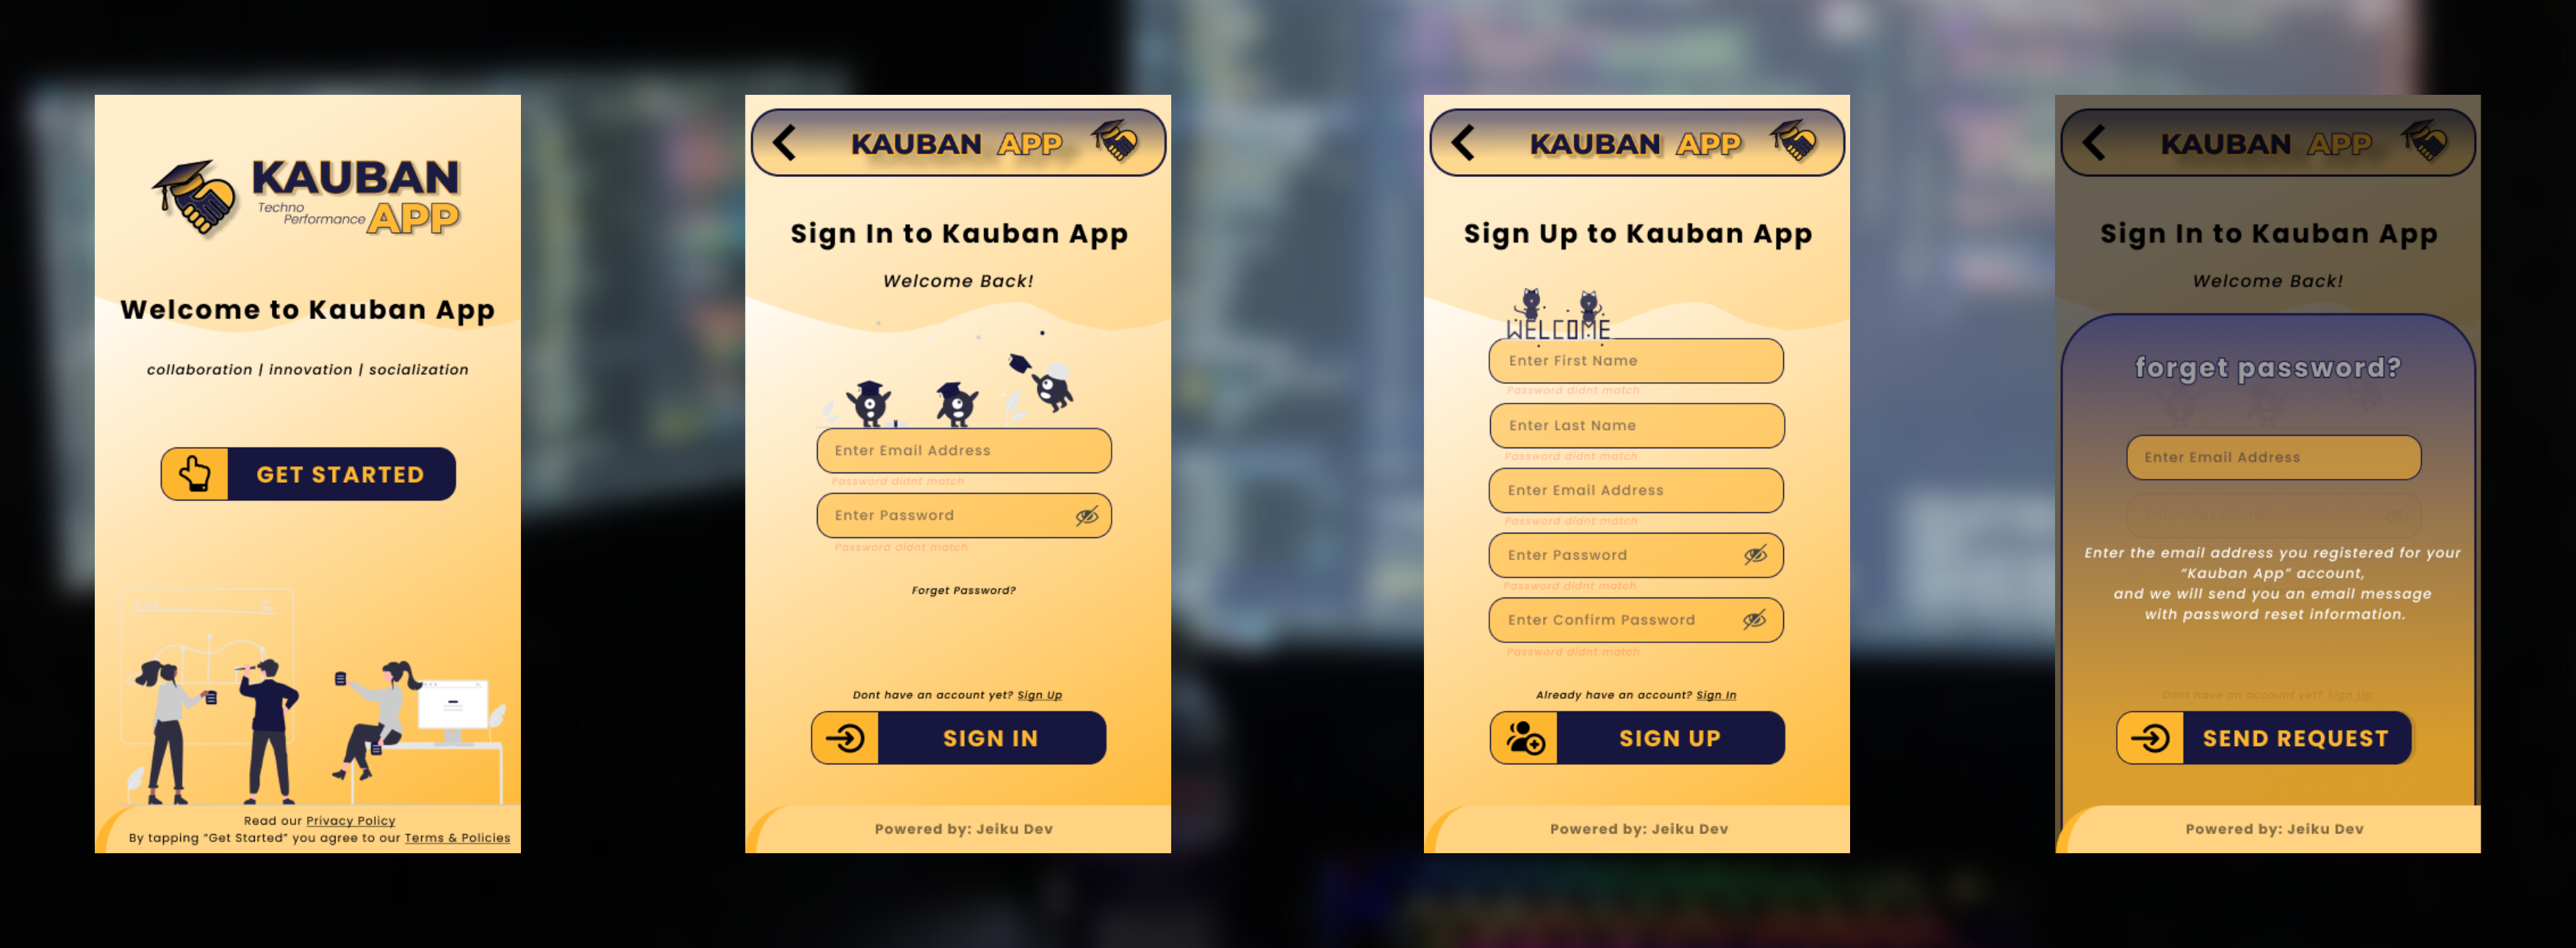 KAUBAN
Techno
Performance
APP
Welcome to Kauban App
collaboration | innovation | socialization
GET STARTED
Read our Privacy Policy
By tapping “Get Started” you agree to our Terms & Policies
KAUBAN APP
Sign In to Kauban App
Welcome Back!
Enter Email Address
Password didnt match
Enter Password
Password didnt match
Forget Password?
Dont have an account yet? Sign Up
SIGN IN
Powered by: Jeiku Dev
KAUBAN APP
Sign Up to Kauban App
WELCOME
Enter First Name
Password didnt match
Enter Last Name
Password didnt match
Enter Email Address
Password didnt match
Enter Password
Password didnt match
Enter Confirm Password
Password didnt match
Already have an account? Sign In
SIGN UP
Powered by: Jeiku Dev
KAUBAN APP
Sign In to Kauban App
Welcome Back!
forget password?
Enter Email Address
Enter Password
Enter the email address you registered for your
“Kauban App” account,
and we will send you an email message
with password reset information.
Dont have an account yet? Sign Up
SEND REQUEST
Powered by: Jeiku Dev